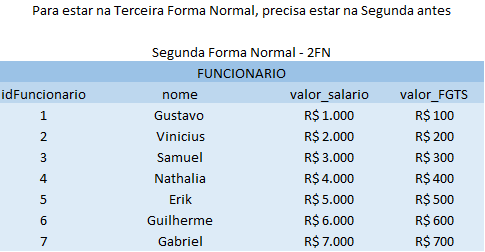 Para estar na Terceira Forma Normal, precisa estar na Segunda antes
Segunda Forma Normal - 2FN
FUNCIONARIO
idFuncionario nome valor_salario valor_FGTS
1 Gustavo R$ 1.000 R$ 100
2 Vinicius R$ 2.000 R$ 200
3 Samuel R$ 3.000 R$ 300
4 Nathalia R$ 4.000 R$ 400
5 Erik R$ 5.000 R$ 500
6 Guilherme R$ 6.000 R$ 600
7 Gabriel R$ 7.000 R$ 700